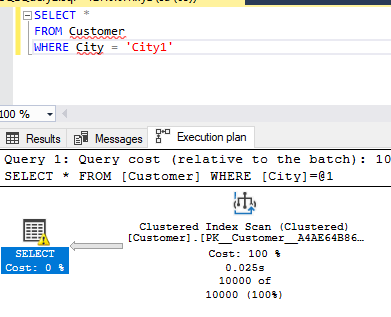 SELECT *
FROM Customer
WHERE City = 'City1'
100 %
Results Messages Execution plan
Query 1: Query cost (relative to the batch): 10
SELECT * FROM [Customer] WHERE [City]=@1
Clustered Index Scan (Clustered)
[Customer].[PK__Customer__A4AE64B86…
SELECT
Cost: 0 %
Cost: 100 %
0.025s
10000 of
10000 (100%)